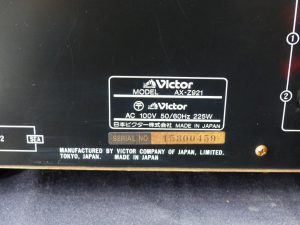 Victor
MODEL AX-Z921
Victor
AC 100V 50/60Hz 225W
日本ビクター株式会社 MADE IN JAPAN
SERIAL NO. 15300459
MANUFACTURED BY VICTOR COMPANY OF JAPAN, LIMITED.
TOKYO, JAPAN. MADE IN JAPAN